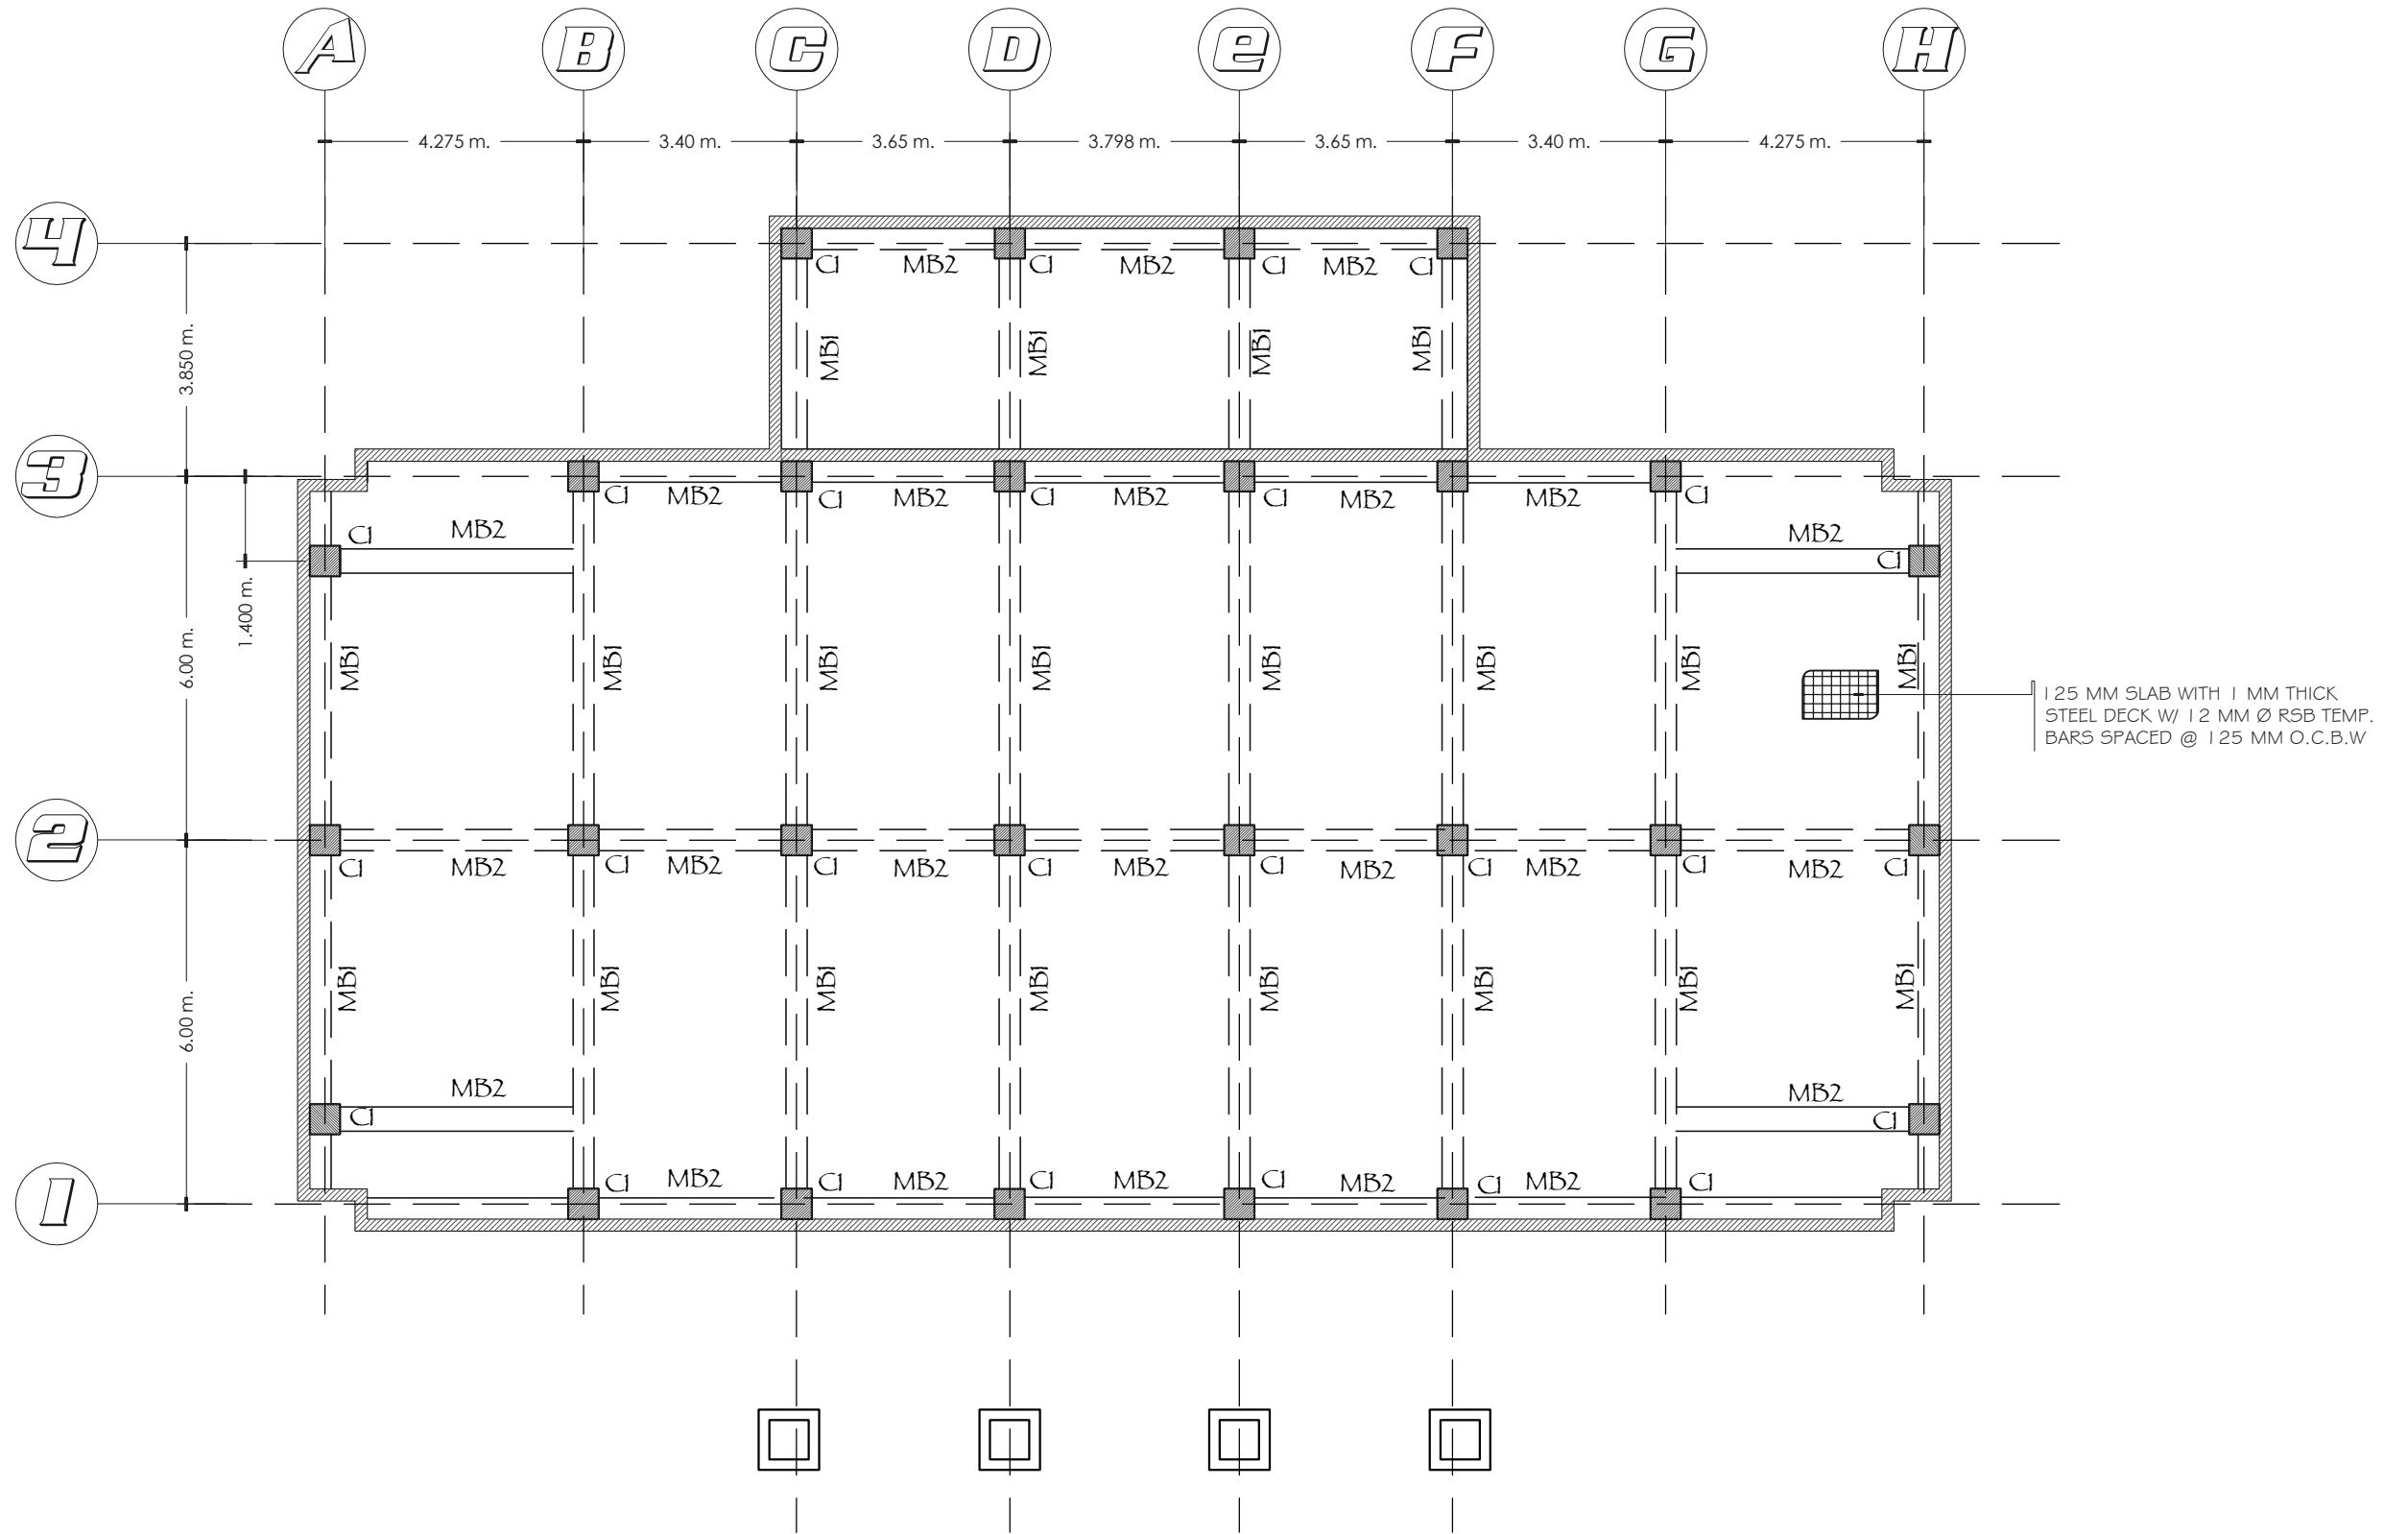 A B C D e F G H
4.275 m. 3.40 m. 3.65 m. 3.798 m. 3.65 m. 3.40 m. 4.275 m.
4
C1 MB2 C1 MB2 C1 MB2 C1
3.850 m.
MB1 MB1 MB1 MB1
3
C1 MB2 C1 MB2 C1 MB2 C1 MB2 C1 MB2 C1
C1 MB2 MB2 C1
1.400 m.
6.00 m.
MB1 MB1 MB1 MB1 MB1 MB1 MB1 MB1
125 MM SLAB WITH 1 MM THICK
STEEL DECK W/ 12 MM Ø RSB TEMP.
BARS SPACED @ 125 MM O.C.B.W
2
C1 MB2 C1 MB2 C1 MB2 C1 MB2 C1 MB2 C1 MB2 C1 MB2 C1
6.00 m.
MB1 MB1 MB1 MB1 MB1 MB1 MB1 MB1
MB2 MB2
C1 C1
1
C1 MB2 C1 MB2 C1 MB2 C1 MB2 C1 MB2 C1